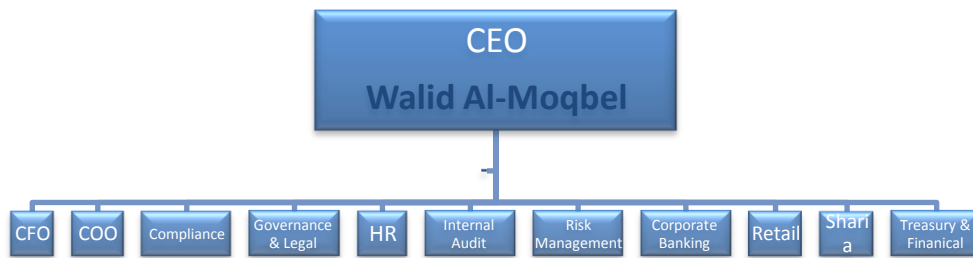 CEO
Walid Al-Moqbel
CFO
COO
Compliance
Governance
& Legal
HR
Internal
Audit
Risk
Management
Corporate
Banking
Retail
Shari
a
Treasury &
Finanical